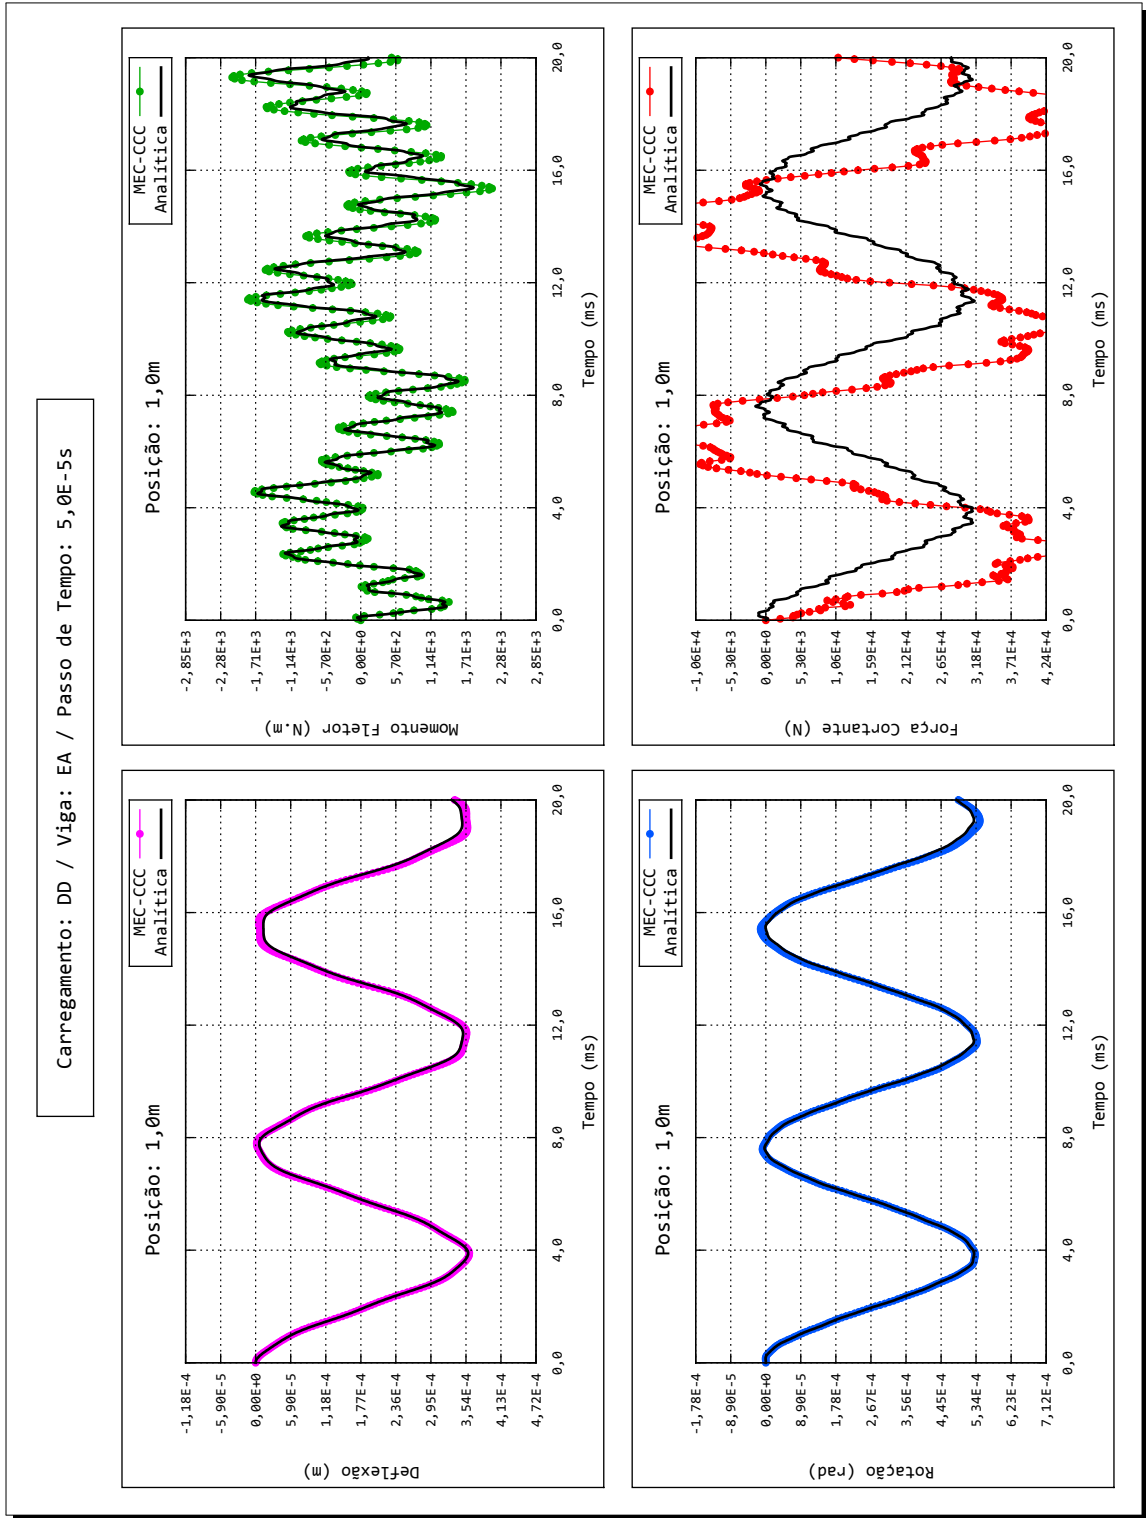 Carregamento: DD / Viga: EA / Passo de Tempo: 5,0E-5s
Posição: 1,0m
MEC-CCC
Analítica
Deflexão (m)
-1,18E-4
-5,90E-5
0,00E+0
5,90E-5
1,18E-4
1,77E-4
2,36E-4
2,95E-4
3,54E-4
4,13E-4
4,72E-4
0,0 4,0 8,0 12,0 16,0 20,0
Tempo (ms)
Posição: 1,0m
MEC-CCC
Analítica
Momento Fletor (N.m)
-2,85E+3
-2,28E+3
-1,71E+3
-1,14E+3
-5,70E+2
0,00E+0
5,70E+2
1,14E+3
1,71E+3
2,28E+3
2,85E+3
0,0 4,0 8,0 12,0 16,0 20,0
Tempo (ms)
Posição: 1,0m
MEC-CCC
Analítica
Rotação (rad)
-1,78E-4
-8,90E-5
0,00E+0
8,90E-5
1,78E-4
2,67E-4
3,56E-4
4,45E-4
5,34E-4
6,23E-4
7,12E-4
0,0 4,0 8,0 12,0 16,0 20,0
Tempo (ms)
Posição: 1,0m
MEC-CCC
Analítica
Força Cortante (N)
-1,06E+4
-5,30E+3
0,00E+0
5,30E+3
1,06E+4
1,59E+4
2,12E+4
2,65E+4
3,18E+4
3,71E+4
4,24E+4
0,0 4,0 8,0 12,0 16,0 20,0
Tempo (ms)